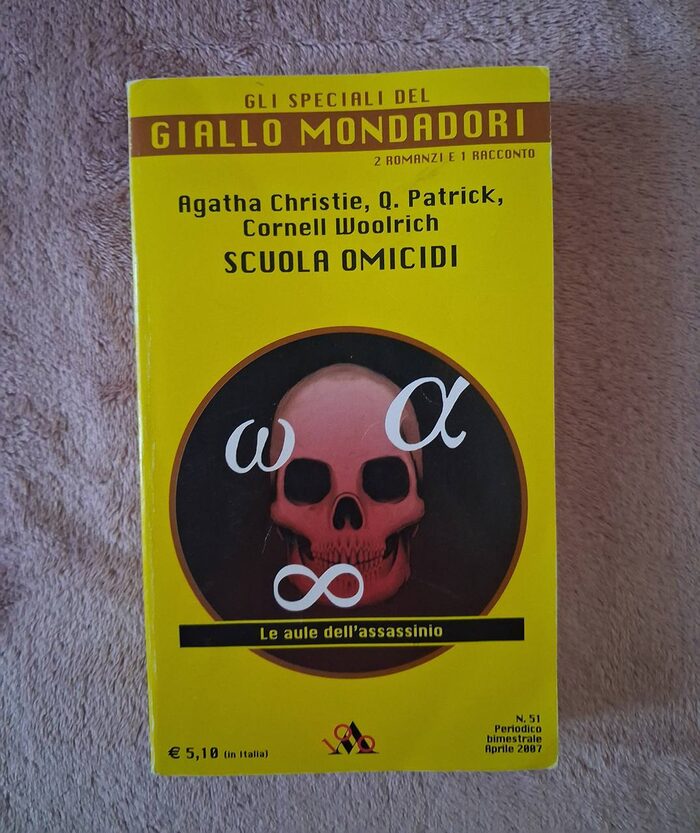 GLI SPECIALI DEL
GIALLO MONDADORI
2 ROMANZI E 1 RACCONTO
Agatha Christie, Q. Patrick,
Cornell Woolrich
SCUOLA OMICIDI
ω α
∞
Le aule dell'assassinio
€ 5,10 (in Italia)
100
N. 51
Periodico
bimestrale
Aprile 2007